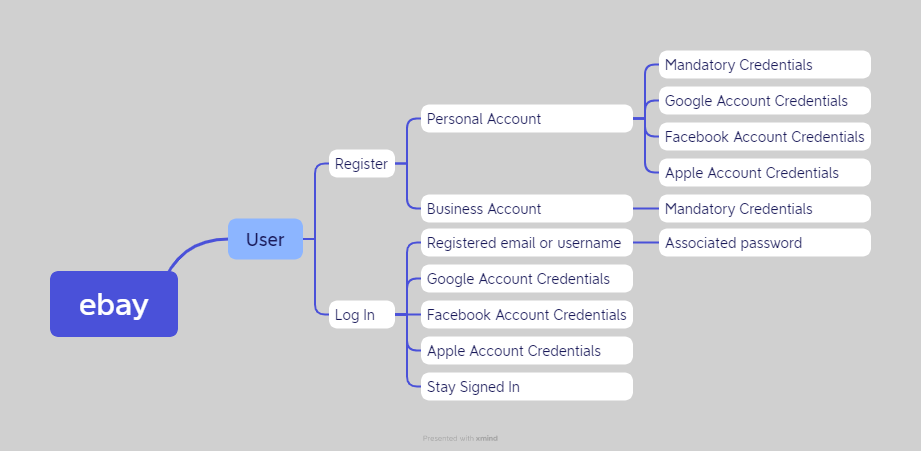 ebay
User
Register
Personal Account
Mandatory Credentials
Google Account Credentials
Facebook Account Credentials
Apple Account Credentials
Business Account
Mandatory Credentials
Log In
Registered email or username
Associated password
Google Account Credentials
Facebook Account Credentials
Apple Account Credentials
Stay Signed In
Presented with xmind